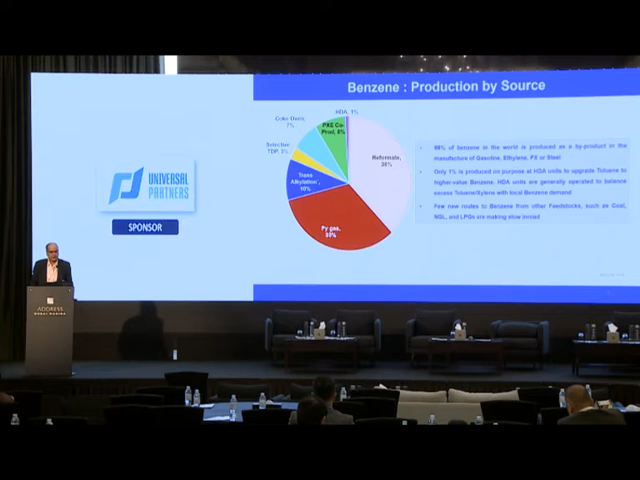 Benzene : Production by Source
HDA, 1%
Coke Oven,
7%
PXE Co-
Prod, 8%
Selective
TDP, 3%
Reformate,
38%
Trans
Alkylation ,
10%
Py gas,
33%
98% of benzene in the world is produced as a by-product in the
manufacture of Gasoline, Ethylene, PX or Steel
Only 1% is produced on purpose at HDA units to upgrade Toluene to
higher-value Benzene. HDA units are generally operated to balance
excess Toluene/Xylens with local Benzene demand
Few new routes to Benzene from other Feedstocks, such as Coal,
NGL, and LPGs are making slow inroad
UNIVERSAL
PARTNERS
SPONSOR
ADDRESS
DUBAI MARINA